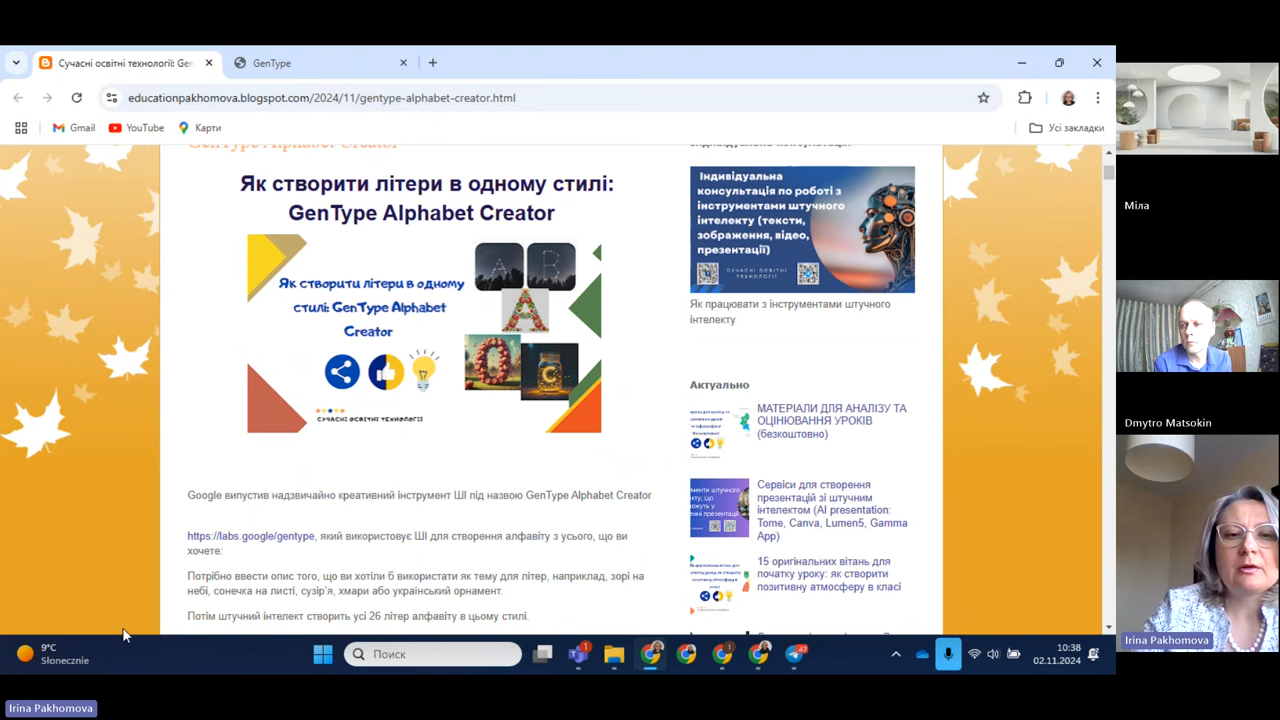 Сучасні освітні технології: Gen
GenType
educationpakhomova.blogspot.com/2024/11/gentype-alphabet-creator.html
Gmail
YouTube
Карти
Усі закладки
GenType Alphabet Creator
Як створити літери в одному стилі:
GenType Alphabet Creator
Як створити літери в одному
стилі: GenType Alphabet
Creator
A
B
A
O
C
СУЧАСНІ ОСВІТНІ ТЕХНОЛОГІЇ
Google випустив надзвичайно креативний інструмент ШІ під назвою GenType Alphabet Creator
https://labs.google/gentype, який використовує ШІ для створення алфавіту з усього, що ви
хочете:
Потрібно ввести опис того, що ви хотіли б використати як тему для літер, наприклад, зорі на
небі, сонечка на листі, сузір'я, хмари або український орнамент.
Потім штучний інтелект створить усі 26 літер алфавіту в цьому стилі.
Індивідуальна консультація
Індивідуальна
консультація по роботі з
інструментами штучного
інтелекту (тексти,
зображення, відео,
презентації)
СУЧАСНІ ОСВІТНІ
ТЕХНОЛОГІЇ
Як працювати з інструментами штучного
інтелекту
Актуально
МАТЕРІАЛИ ДЛЯ АНАЛІЗУ ТА
ОЦІНЮВАННЯ УРОКІВ
(безкоштовно)
Сервіси для створення
презентацій зі штучним
інтелектом (AI presentation:
Tome, Canva, Lumen5, Gamma
App)
15 оригінальних вітань для
початку уроку: як створити
позитивну атмосферу в класі
9°C
Słonecznie
Поиск
1
47
10:38
02.11.2024
Міла
Dmytro Matsokin
Irina Pakhomova
Irina Pakhomova